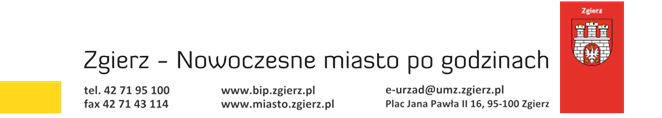 Zgierz
Zgierz - Nowoczesne miasto po godzinach
tel. 42 71 95 100 www.bip.zgierz.pl e-urzad@umz.zgierz.pl
fax 42 71 43 114 www.miasto.zgierz.pl Plac Jana Pawła II 16, 95-100 Zgierz